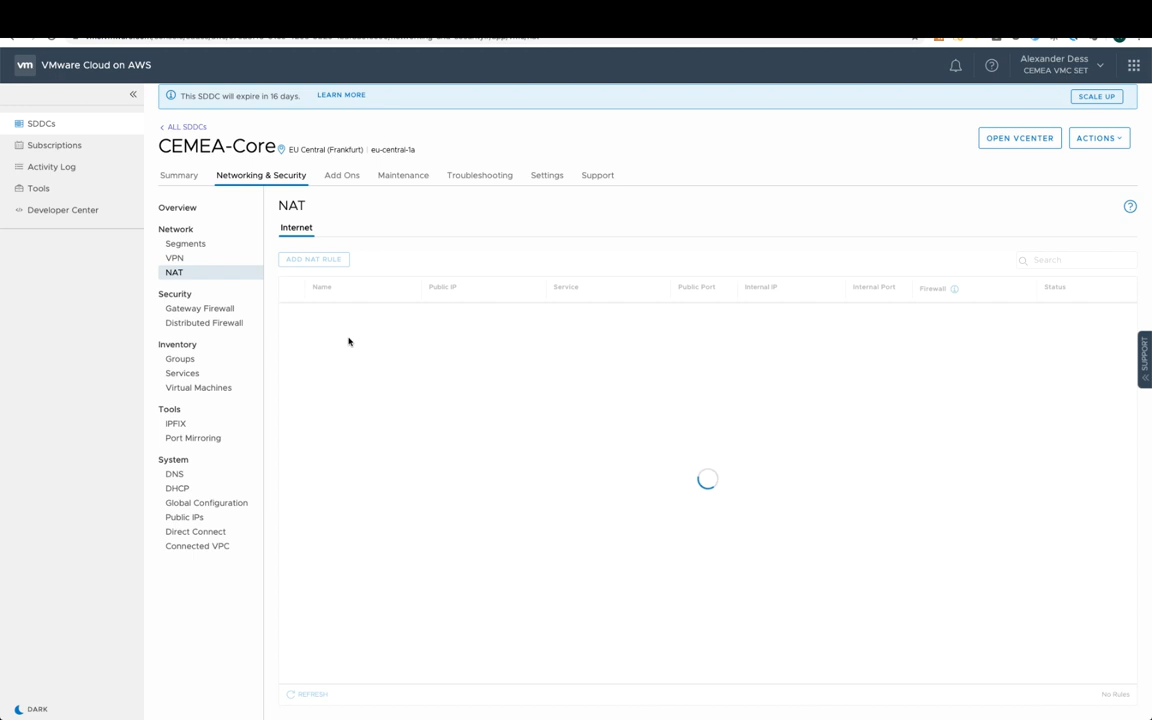 vm VMware Cloud on AWS
Alexander Dess
CEMEA VMC SET
SDDCs
Subscriptions
Activity Log
Tools
Developer Center
DARK
This SDDC will expire in 16 days. LEARN MORE
SCALE UP
ALL SDDCs
CEMEA-Core EU Central (Frankfurt) | eu-central-1a
OPEN VCENTER ACTIONS
Summary Networking & Security Add Ons Maintenance Troubleshooting Settings Support
Overview
Network
Segments
VPN
NAT
Security
Gateway Firewall
Distributed Firewall
Inventory
Groups
Services
Virtual Machines
Tools
IPFIX
Port Mirroring
System
DNS
DHCP
Global Configuration
Public IPs
Direct Connect
Connected VPC
NAT
Internet
ADD NAT RULE
Search
Name Public IP Service Public Port Internal IP Internal Port Firewall Status
REFRESH
No Rules
SUPPORT